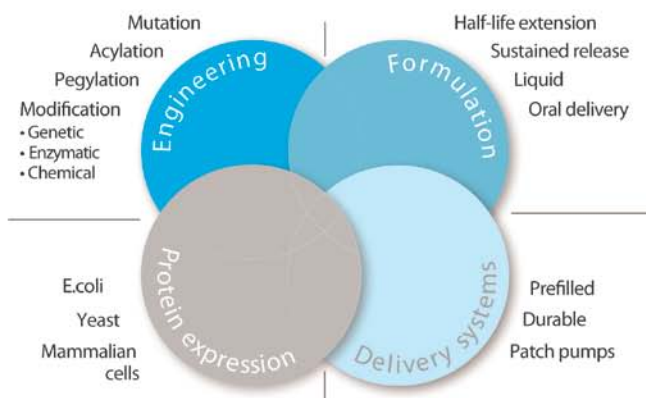 Mutation
Acylation
Pegylation
Modification
• Genetic
• Enzymatic
• Chemical
Engineering
Half-life extension
Sustained release
Liquid
Oral delivery
Formulation
E.coli
Yeast
Mammalian
cells
Protein expression
Prefilled
Durable
Patch pumps
Delivery systems